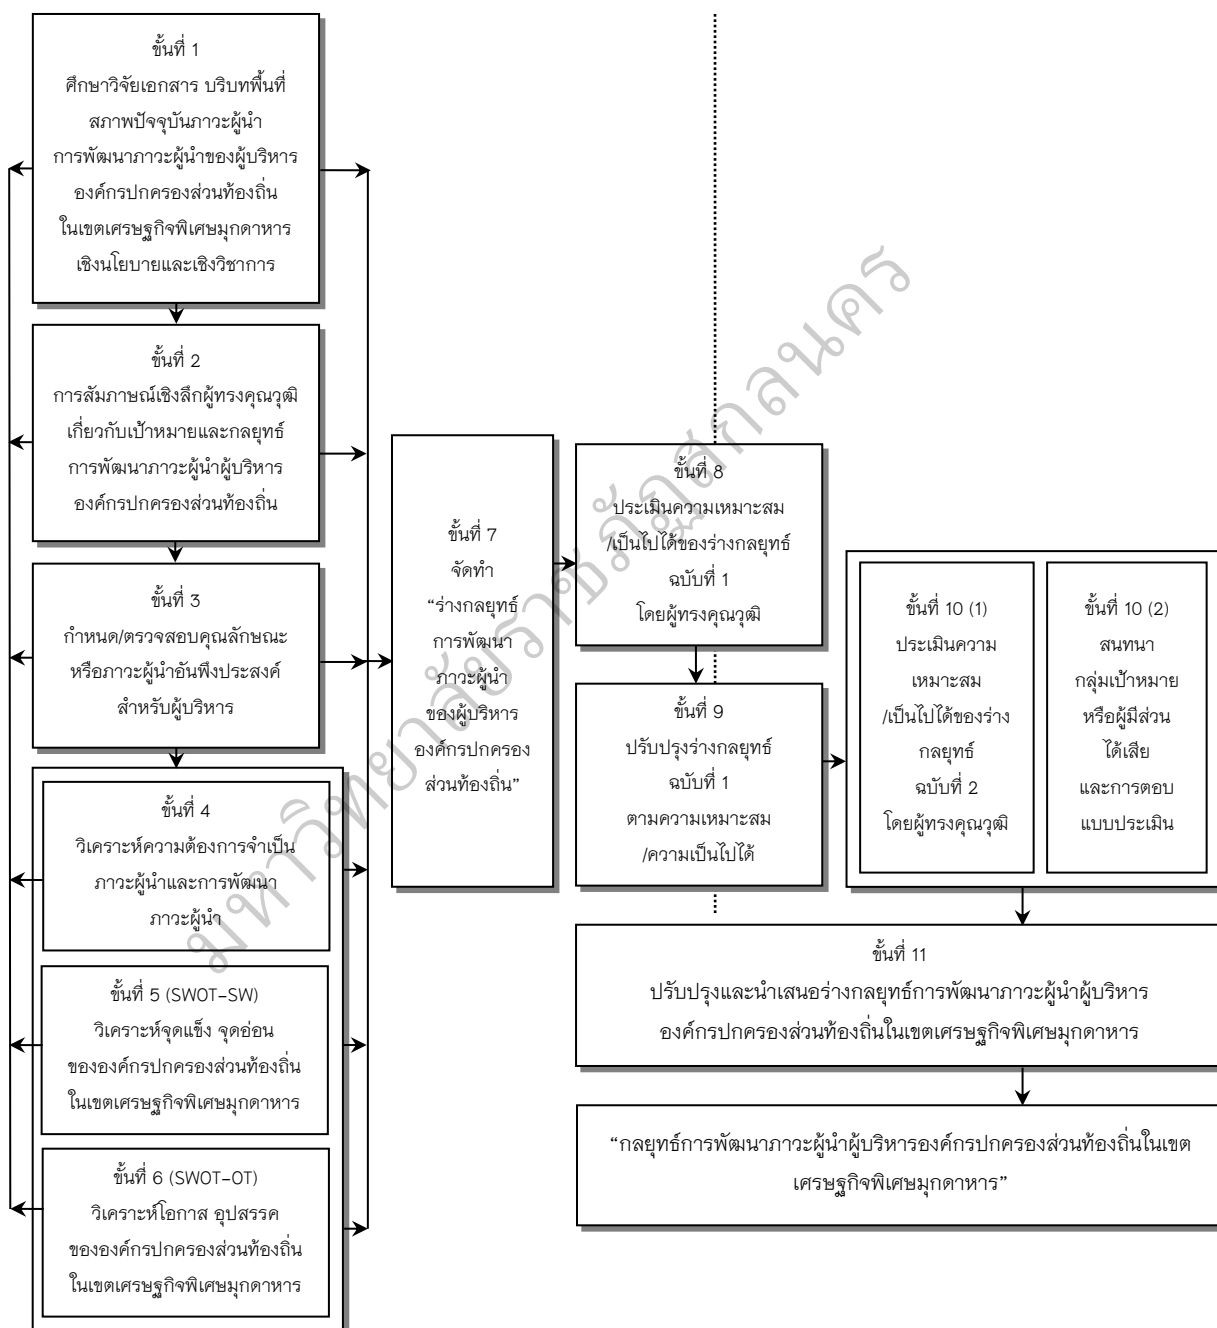 ขั้นที่ 1
ศึกษาวิจัยเอกสาร บริบทพื้นที่
สภาพปัจจุบันภาวะผู้นำ
การพัฒนาภาวะผู้นำของผู้บริหาร
องค์กรปกครองส่วนท้องถิ่น
ในเขตเศรษฐกิจพิเศษมุกดาหาร
เชิงนโยบายและเชิงวิชาการ
ขั้นที่ 2
การสัมภาษณ์เชิงลึกผู้ทรงคุณวุฒิ
เกี่ยวกับเป้าหมายและกลยุทธ์
การพัฒนาภาวะผู้นำผู้บริหาร
องค์กรปกครองส่วนท้องถิ่น
ขั้นที่ 3
กำหนด/ตรวจสอบคุณลักษณะ
หรือภาวะผู้นำอันพึงประสงค์
สำหรับผู้บริหาร
ขั้นที่ 4
วิเคราะห์ความต้องการจำเป็น
ภาวะผู้นำและการพัฒนา
ภาวะผู้นำ
ขั้นที่ 5 (SWOT-SW)
วิเคราะห์จุดแข็ง จุดอ่อน
ขององค์กรปกครองส่วนท้องถิ่น
ในเขตเศรษฐกิจพิเศษมุกดาหาร
ขั้นที่ 6 (SWOT-OT)
วิเคราะห์โอกาส อุปสรรค
ขององค์กรปกครองส่วนท้องถิ่น
ในเขตเศรษฐกิจพิเศษมุกดาหาร
ขั้นที่ 7
จัดทำ
“ร่างกลยุทธ์
การพัฒนา
ภาวะผู้นำ
ของผู้บริหาร
องค์กรปกครอง
ส่วนท้องถิ่น”
ขั้นที่ 8
ประเมินความเหมาะสม
/เป็นไปได้ของร่างกลยุทธ์
ฉบับที่ 1
โดยผู้ทรงคุณวุฒิ
ขั้นที่ 9
ปรับปรุงร่างกลยุทธ์
ฉบับที่ 1
ตามความเหมาะสม
/ความเป็นไปได้
ขั้นที่ 10 (1)
ประเมินความ
เหมาะสม
/เป็นไปได้ของร่าง
กลยุทธ์
ฉบับที่ 2
โดยผู้ทรงคุณวุฒิ
ขั้นที่ 10 (2)
สนทนา
กลุ่มเป้าหมาย
หรือผู้มีส่วน
ได้เสีย
และการตอบ
แบบประเมิน
ขั้นที่ 11
ปรับปรุงและนำเสนอร่างกลยุทธ์การพัฒนาภาวะผู้นำผู้บริหาร
องค์กรปกครองส่วนท้องถิ่นในเขตเศรษฐกิจพิเศษมุกดาหาร
“กลยุทธ์การพัฒนาภาวะผู้นำผู้บริหารองค์กรปกครองส่วนท้องถิ่นในเขต
เศรษฐกิจพิเศษมุกดาหาร”
มหาวิทยาลัยราชภัฏสกลนคร